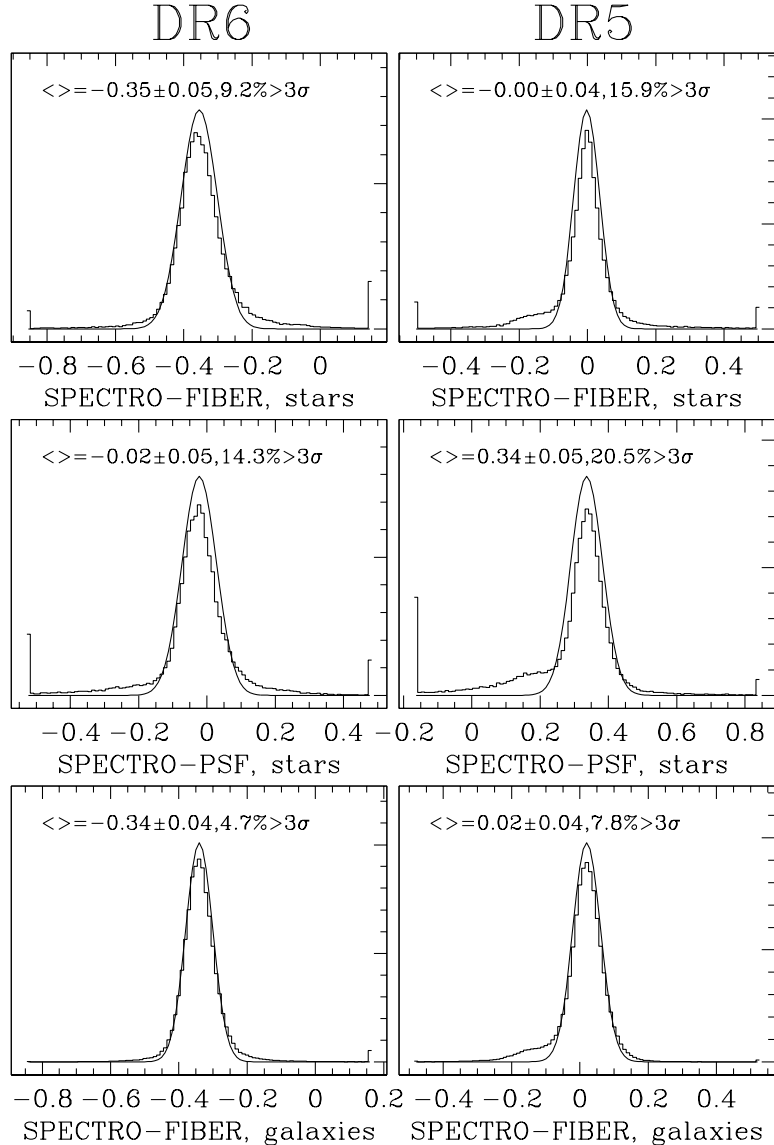 DR6 DR5
<>=−0.35±0.05,9.2%>3σ
−0.8 −0.6 −0.4 −0.2 0
SPECTRO−FIBER, stars
<>=−0.00±0.04,15.9%>3σ
−0.4 −0.2 0 0.2 0.4
SPECTRO−FIBER, stars
<>=−0.02±0.05,14.3%>3σ
−0.4 −0.2 0 0.2 0.4
SPECTRO−PSF, stars
<>=0.34±0.05,20.5%>3σ
−0.2 0 0.2 0.4 0.6 0.8
SPECTRO−PSF, stars
<>=−0.34±0.04,4.7%>3σ
−0.8 −0.6 −0.4 −0.2 0 0.2
SPECTRO−FIBER, galaxies
<>=0.02±0.04,7.8%>3σ
−0.4 −0.2 0 0.2 0.4
SPECTRO−FIBER, galaxies